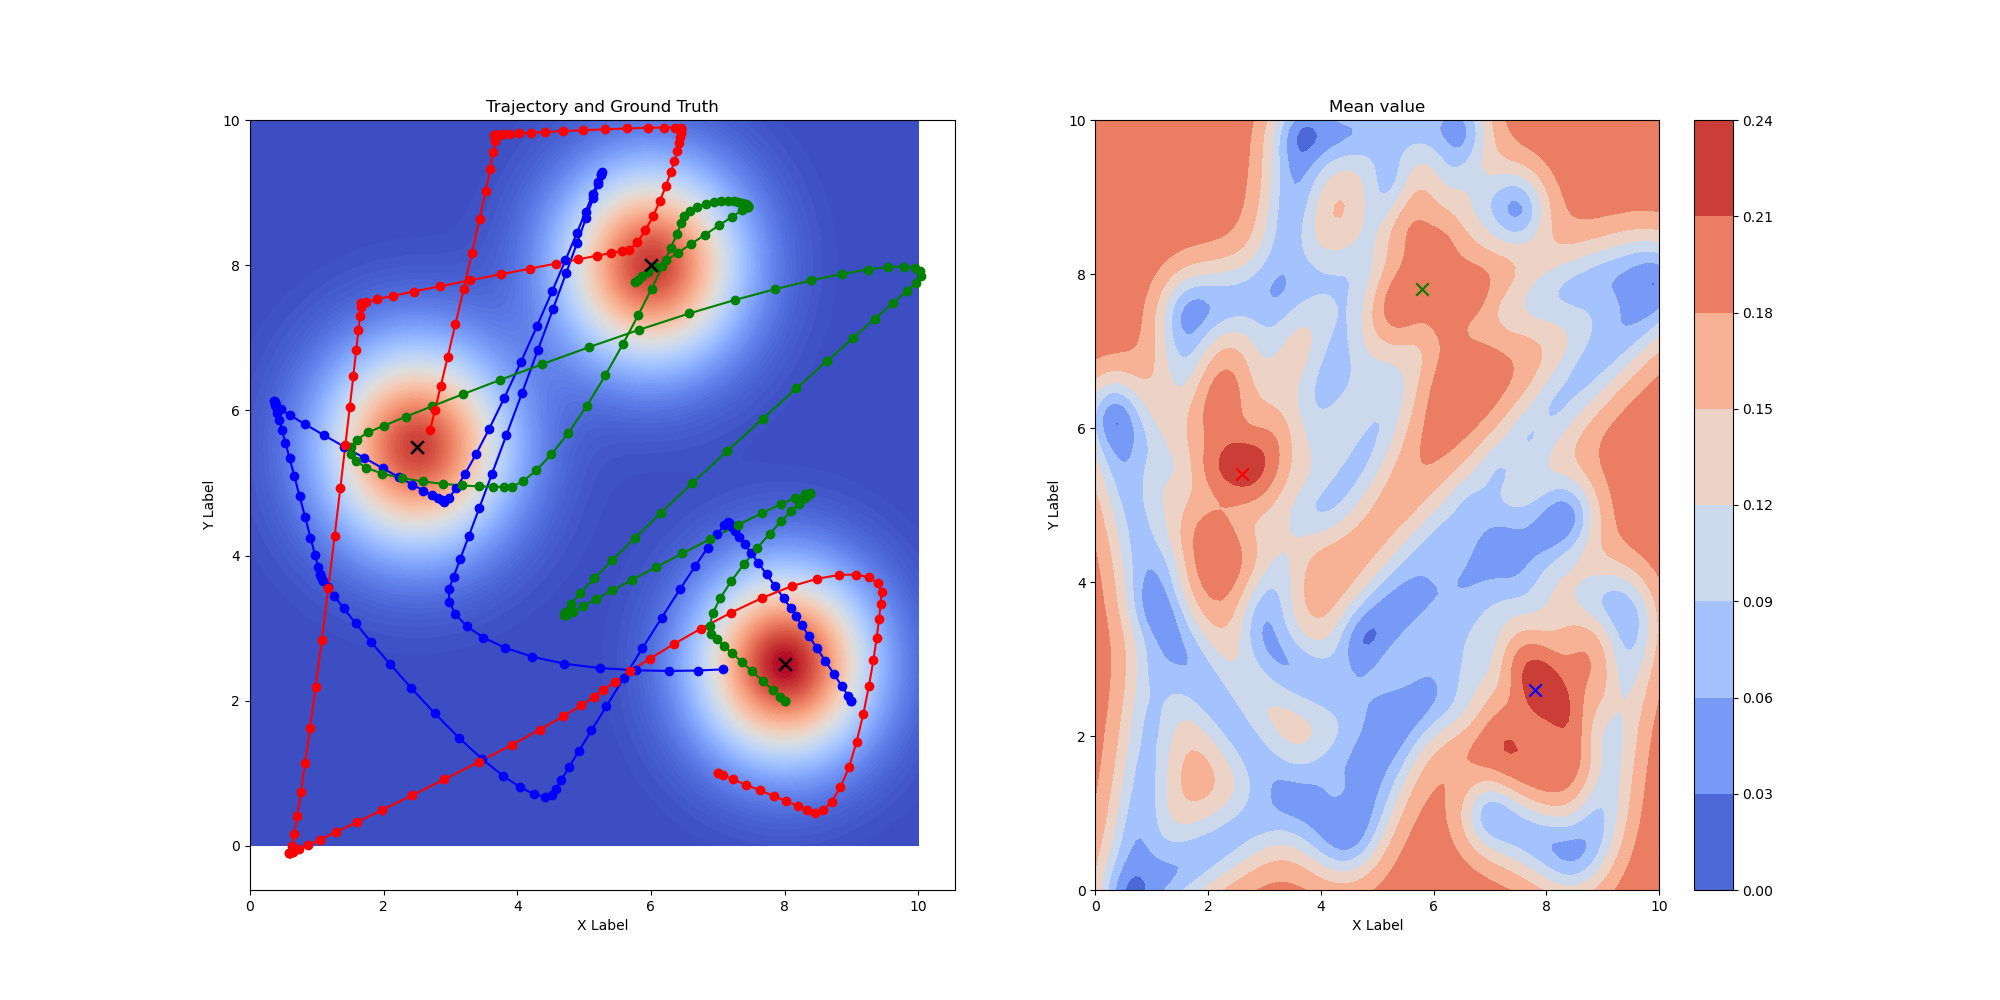 Trajectory and Ground Truth
10
8
6
4
2
0
Y Label
0 2 4 6 8 10
X Label
Mean value
10
8
6
4
2
0
Y Label
0 2 4 6 8 10
X Label
0.24
0.21
0.18
0.15
0.12
0.09
0.06
0.03
0.00